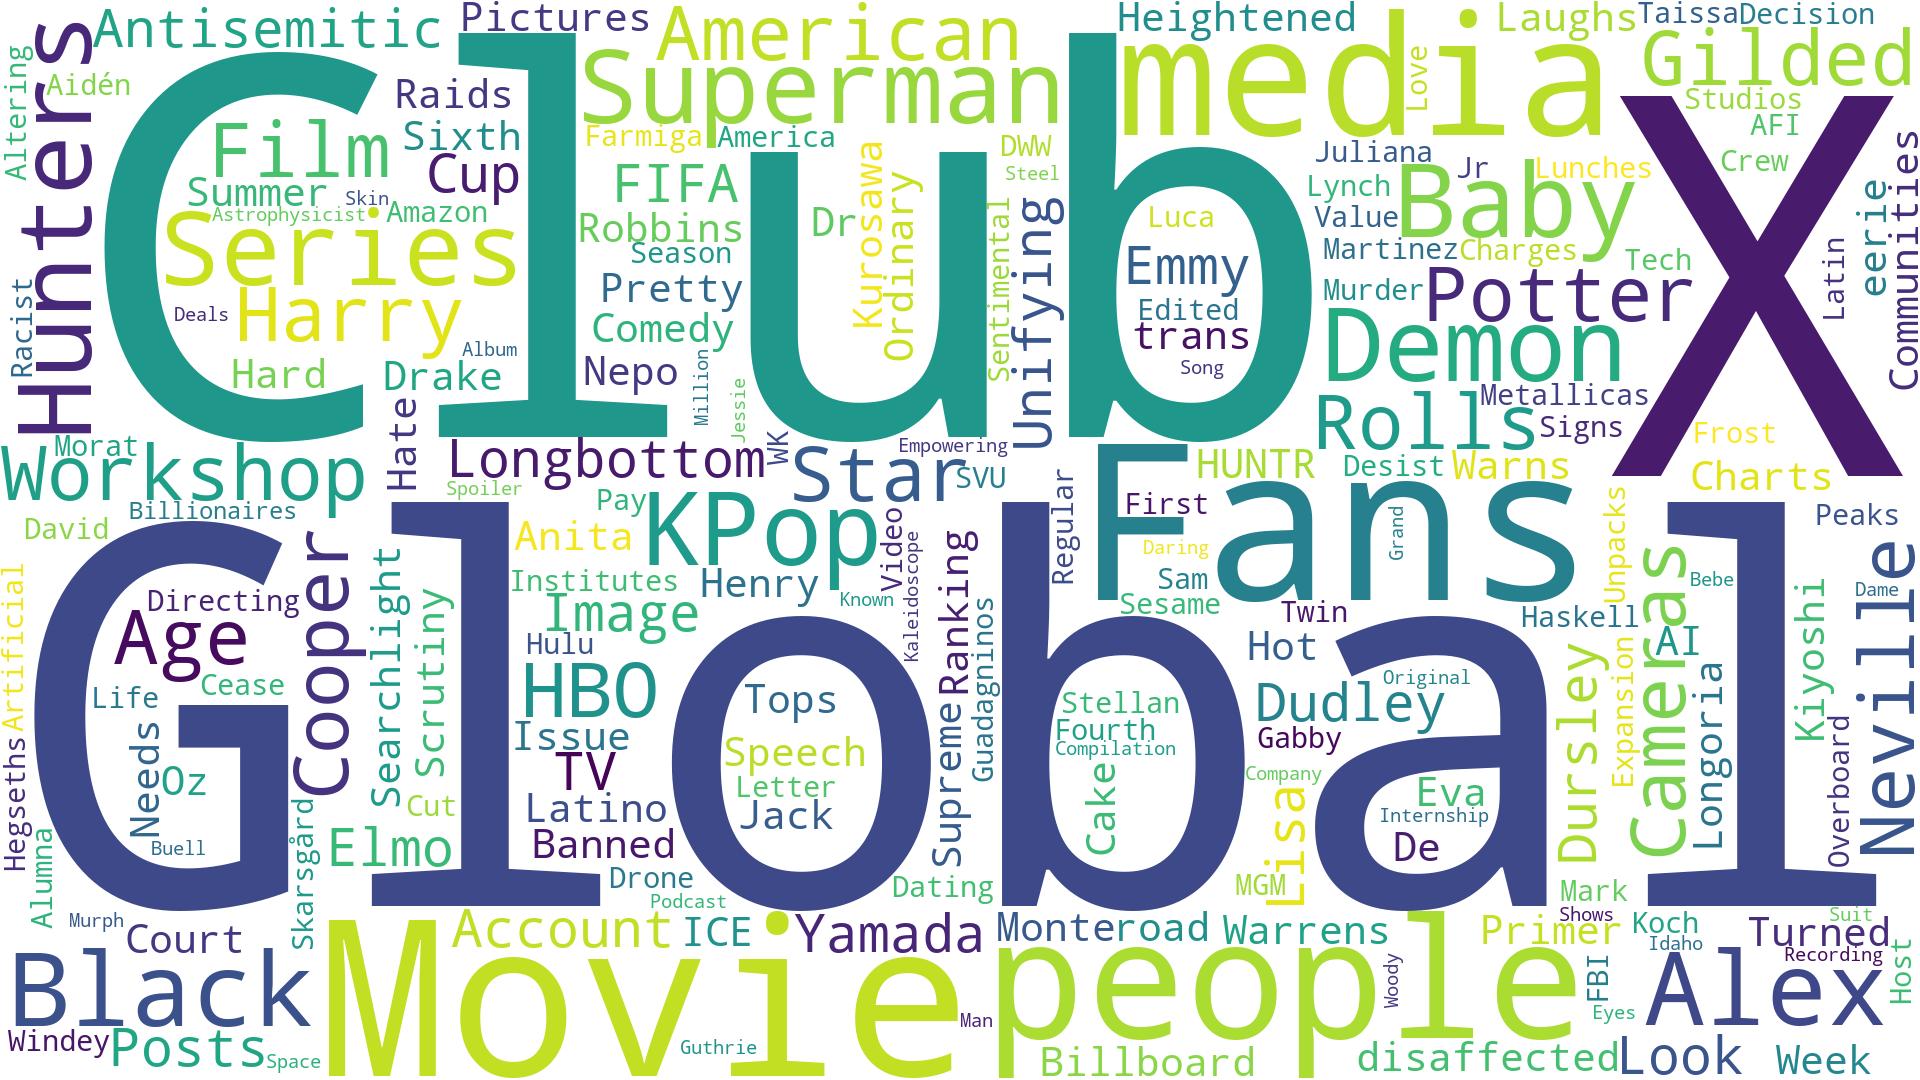 Antisemitic
Pictures
American
Heightened
Laughs
Taissa
Decision
Altering
Aidén
Hunters
Club
Superman
media
Love
Gilded
Raids
Studios
X
AFI
Film
Sixth
Farmiga
America
DWW
Juliana
Jr
Lunches
Crew
Communities
Cup
FIFA
Kurosawa
Steel
Lynch
Baby
eerie
Summer
Skin
Ordinary
Astrophysicist
Amazon
Robbins
Dr
Luca
Value
Series
Season
Sentimental
Unifying
Emmy
Martinez
Charges
Tech
Latin
Racist
Pretty
Murder
Potter
Deals
Harry
Comedy
Edited
trans
Demon
Album
Hard
Drake
Nepo
Million
Jessie
Song
Metallicas
Hate
Rolls
Signs
Frost
Morat
Workshop
Longbottom
WK
Star
Empowering
SVU
HUNTR
Desist
Warns
Charts
Spoiler
Billionaires
Pay
KPop
Regular
First
Fans
Grand
Unpacks
Peaks
David
Cooper
Anita
Video
Kaleidoscope
Ranking
Daring
Artificial
Global
Directing
Searchlight
Scrutiny
Institutes
Henry
Known
Guadagninos
Sam
Sesame
Twin
Haskell
Cameras
Bebe
Kiyoshi
Dame
Neville
Age
Image
Hulu
Hot
Dursley
Expansion
AI
Life
Cease
HBO
Tops
Supreme
Stellan
Dudley
Original
Longoria
Needs
Issue
Fourth
Gabby
Overboard
Hegseths
Oz
TV
Speech
Compilation
Letter
Cake
Company
Lisa
Eva
Cut
Latino
Jack
Internship
Alumna
Buell
Skarsgård
Elmo
Banned
De
Drone
Dating
MGM
Mark
Murph
Podcast
Shows
Suit
Court
Movie
Account
ICE
Yamada
Monteroad
Warrens
Primer
Koch
Turned
Idaho
Recording
Host
Black
people
Woody
FBI
Alex
Man
Eyes
Windey
Posts
Space
Guthrie
Billboard
disaffected
Look
Week